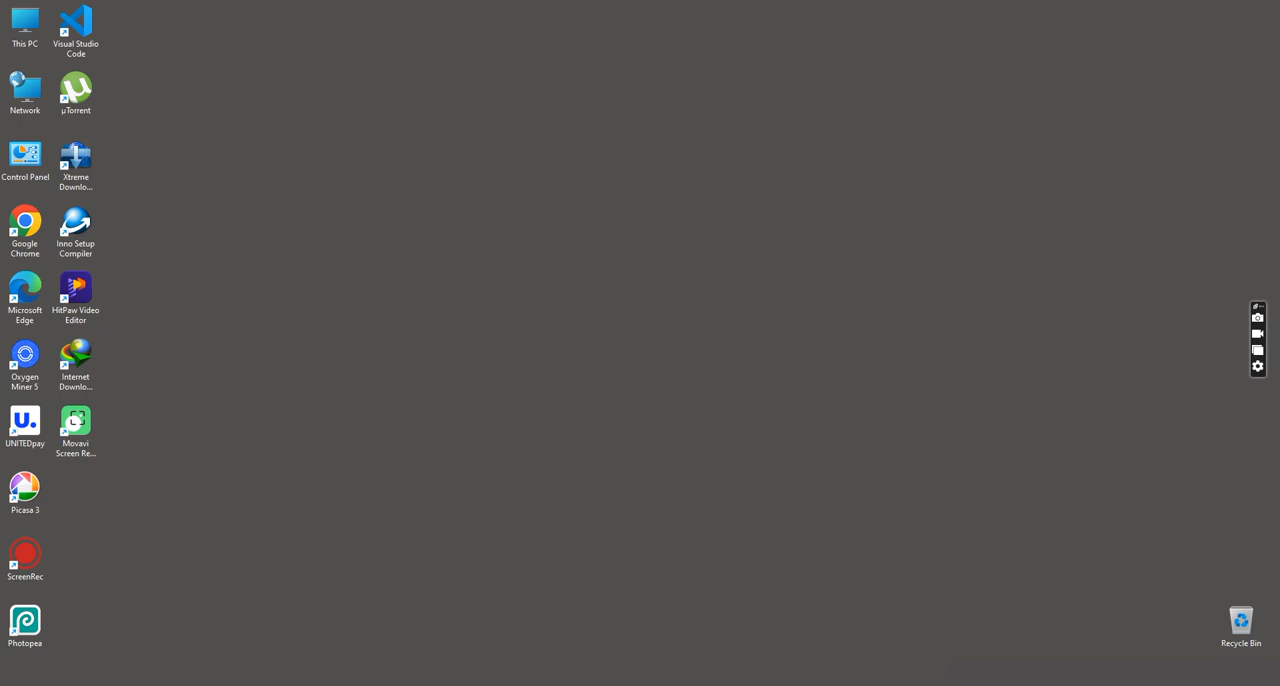 This PC
Visual Studio
Code
Network
µTorrent
Control Panel
Xtreme
Downlo...
Google
Chrome
Inno Setup
Compiler
Microsoft
Edge
HitPaw Video
Editor
Oxygen
Miner 5
Internet
Downlo...
U.
UNITEDpay
Movavi
Screen Re...
Picasa 3
ScreenRec
Photopea
Recycle Bin